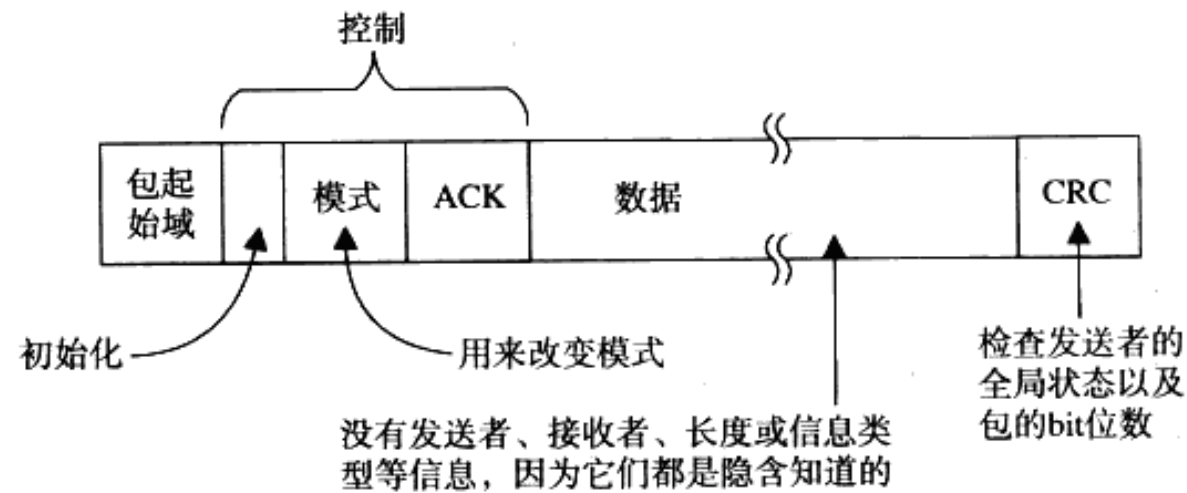 控制
包起
始域
模式
ACK
数据
CRC
初始化
用来改变模式
没有发送者、接收者、长度或信息类
型等信息，因为它们都是隐含知道的
检查发送者的
全局状态以及
包的bit位数